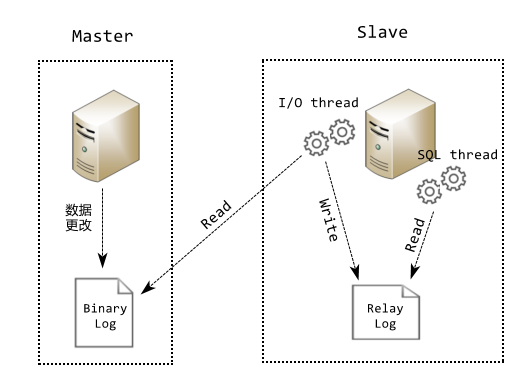 Master
Slave
I/O thread
SQL thread
数据
更改
Read
Write
Read
Binary
Log
Relay
Log